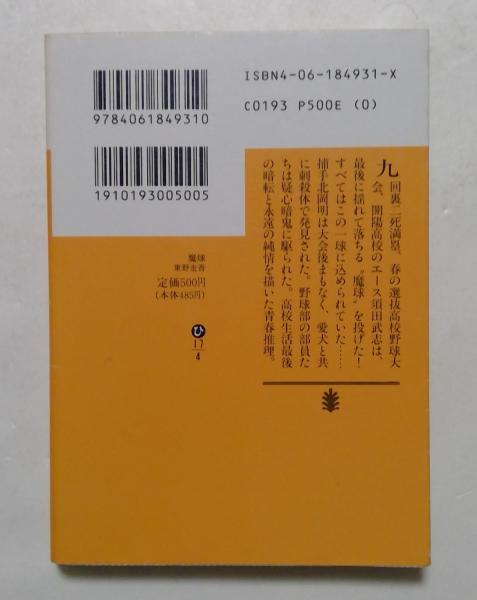 ISBN4-06-184931-X
C0193 P500E (0)
9784061849310
1910193005005
魔球
東野圭吾
定価500円
(本体485円)
ひ
17
4
九回裏二死満塁、春の選抜高校野球大
会、開陽高校のエース須田武志は、
最後に揺れて落ちる〝魔球〟を投げた!
すべてはこの一球に込められていた……
捕手北岡明は大会後まもなく、愛犬と共
に刺殺体で発見された。野球部の部員た
ちは疑心暗鬼に駆られた。高校生活最後
の暗転と永遠の純情を描いた青春推理。